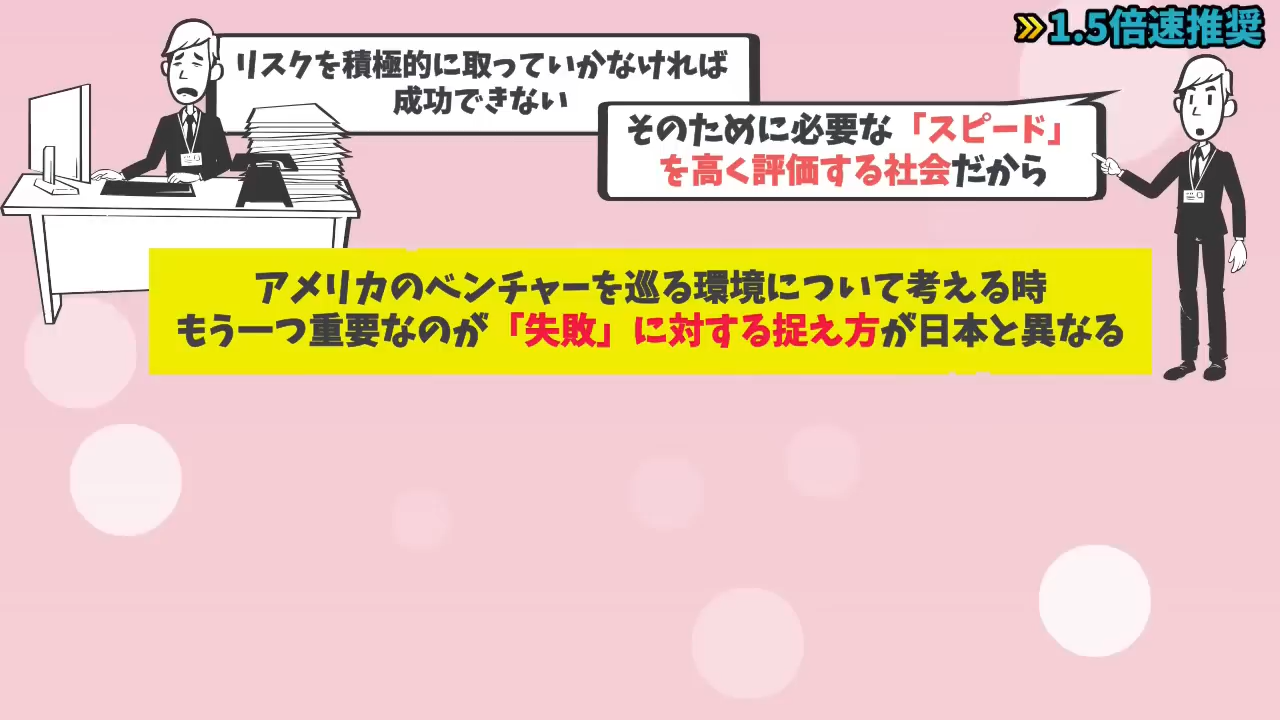 1.5倍速推奨
リスクを積極的に取っていかなければ
成功できない
そのために必要な「スピード」
を高く評価する社会だから
アメリカのベンチャーを巡る環境について考える時
もう一つ重要なのが「失敗」に対する捉え方が日本と異なる